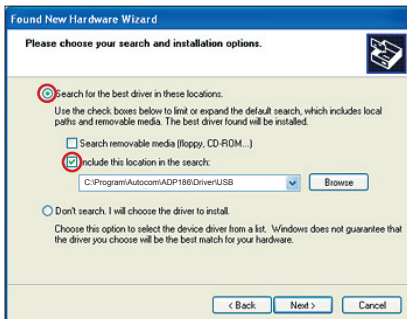 Found New Hardware Wizard
Please choose your search and installation options.
Search for the best driver in these locations.
Use the check boxes below to limit or expand the default search, which includes local
paths and removable media. The best driver found will be installed.
Search removable media (floppy, CD-ROM...)
Include this location in the search:
C:\Program\Autocom\ADP186\Driver\USB
Browse
Don't search. I will choose the driver to install.
Choose this option to select the device driver from a list. Windows does not guarantee that
the driver you choose will be the best match for your hardware.
< Back Next > Cancel